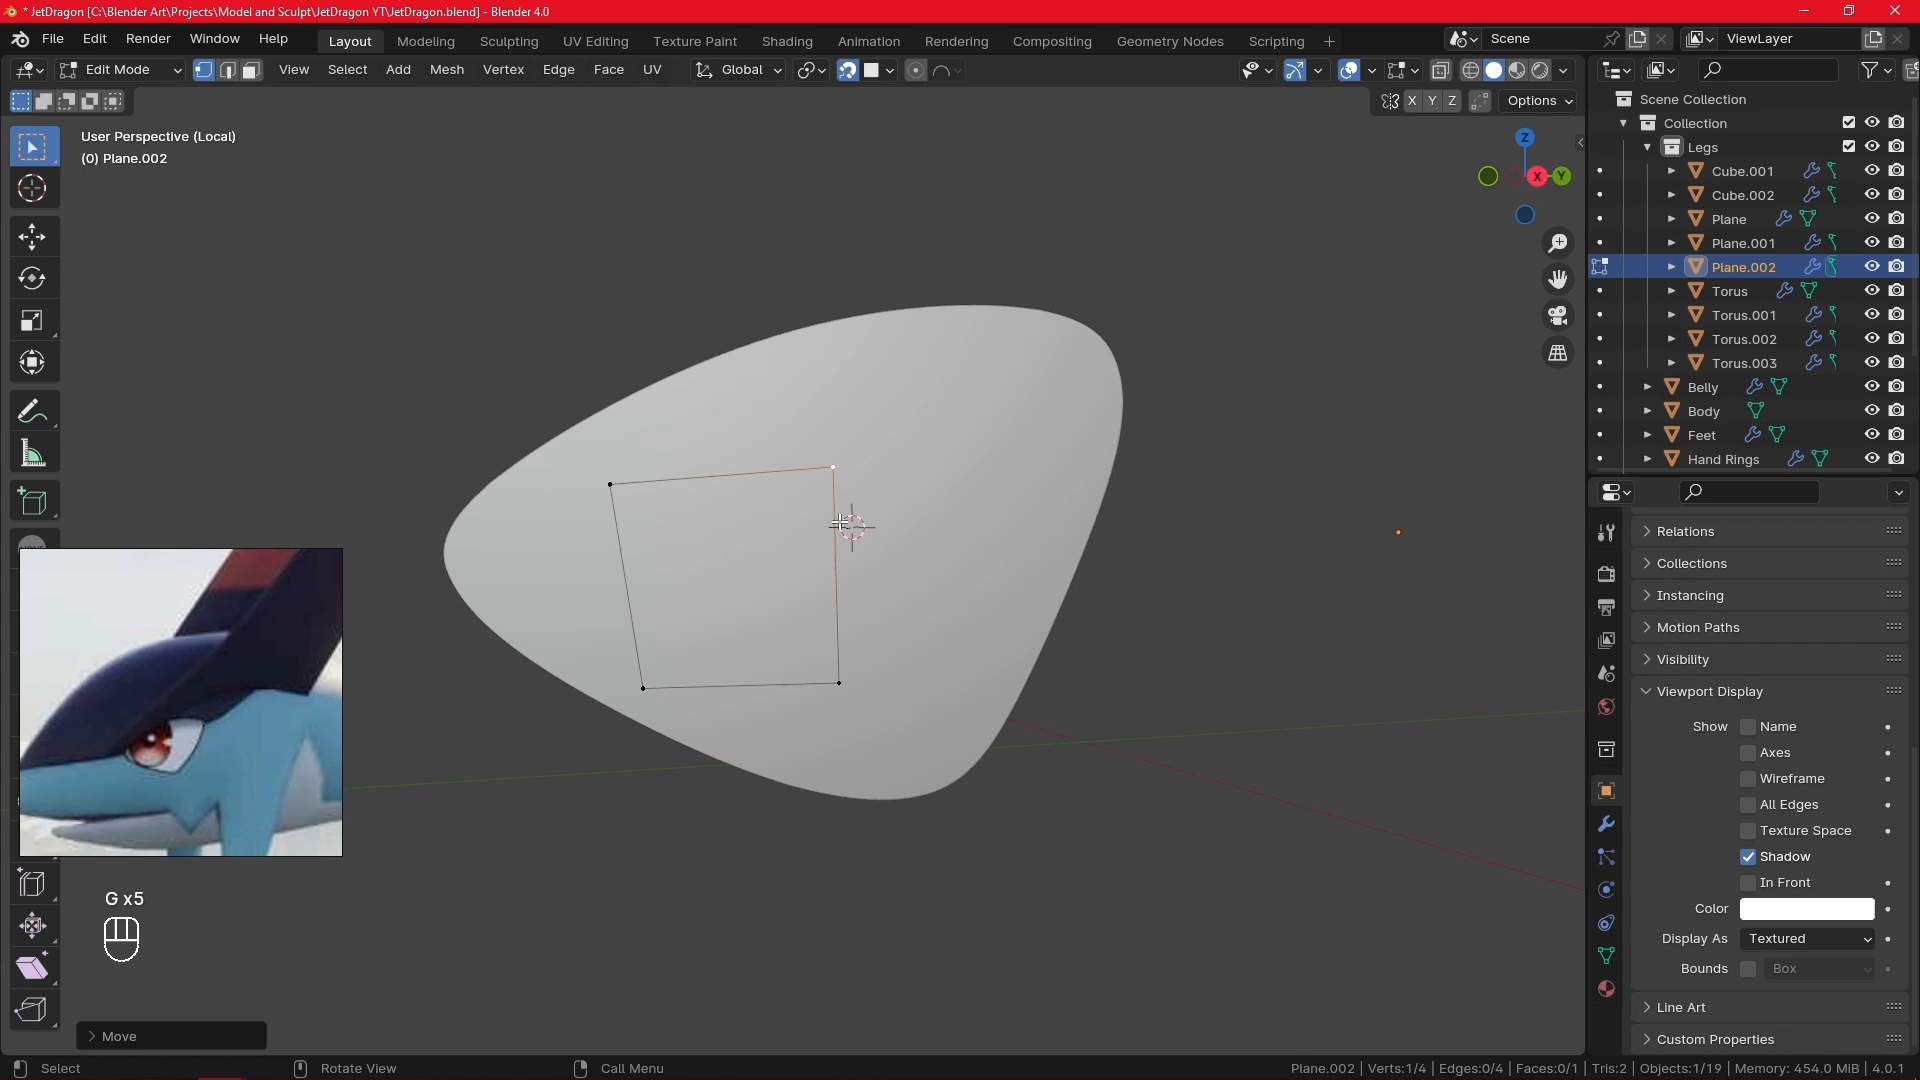 * JetDragon [C:\Blender Art\Projects\Model and Sculpt\JetDragon YT\JetDragon.blend] - Blender 4.0
File Edit Render Window Help Layout Modeling Sculpting UV Editing Texture Paint Shading Animation Rendering Compositing Geometry Nodes Scripting + Scene ViewLayer
Edit Mode View Select Add Mesh Vertex Edge Face UV Global
X Y Z Options
User Perspective (Local)
(0) Plane.002
Z
X Y
G x5
Move
Scene Collection
Collection
Legs
Cube.001
Cube.002
Plane
Plane.001
Plane.002
Torus
Torus.001
Torus.002
Torus.003
Belly
Body
Feet
Hand Rings
Relations
Collections
Instancing
Motion Paths
Visibility
Viewport Display
Show Name
Axes
Wireframe
All Edges
Texture Space
Shadow
In Front
Color
Display As Textured
Bounds Box
Line Art
Custom Properties
Select Rotate View Call Menu Plane.002 | Verts:1/4 | Edges:0/4 | Faces:0/1 | Tris:2 | Objects:1/19 | Memory: 454.0 MiB | 4.0.1